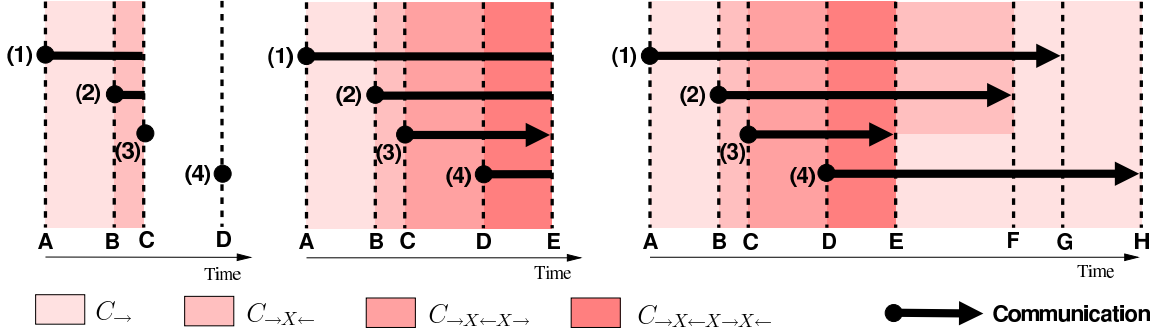 (1)
(2)
(3)
(4)
A B C D
Time
(1)
(2)
(3)
(4)
A B C D E
Time
(1)
(2)
(3)
(4)
A B C D E F G H
Time
C→ C→X← C→X←X→ C→X←X→X← Communication